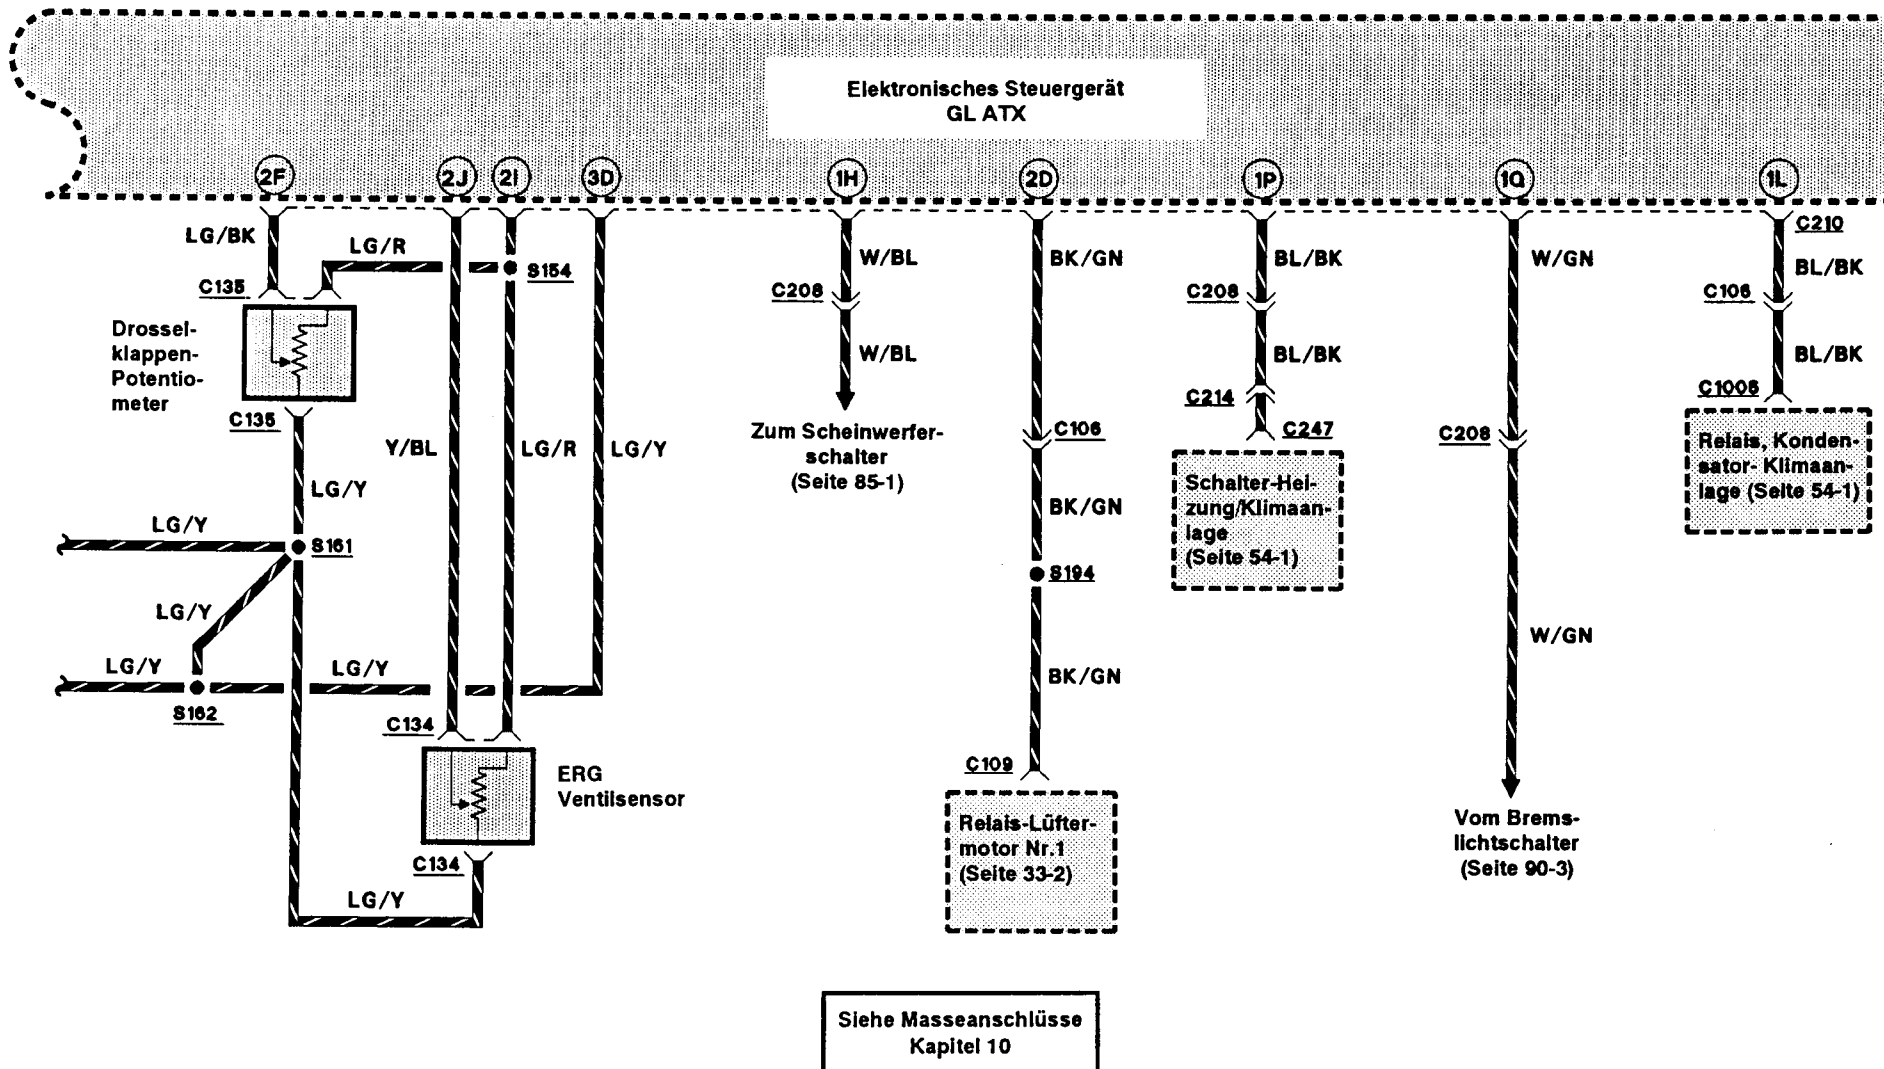 Elektronisches Steuergerät
GL ATX
2F
2J
2I
3D
1H
2D
1P
1Q
1L
C210
LG/BK
LG/R
S154
W/BL
BK/GN
BL/BK
W/GN
BL/BK
C135
C208
C208
C106
Drossel-
klappen-
Potentio-
meter
W/BL
BL/BK
BL/BK
C214
C1005
C135
Y/BL
LG/R
LG/Y
Zum Scheinwerfer-
schalter
(Seite 85-1)
C106
C247
C208
Relais, Konden-
sator- Klimaan-
lage (Seite 54-1)
Schalter-Hei-
zung/Klimaan-
lage
(Seite 54-1)
LG/Y
BK/GN
LG/Y
S161
S194
LG/Y
W/GN
LG/Y
LG/Y
BK/GN
S162
C134
C109
ERG
Ventilsensor
Relais-Lüfter-
motor Nr.1
(Seite 33-2)
Vom Brems-
lichtschalter
(Seite 90-3)
C134
LG/Y
Siehe Masseanschlüsse
Kapitel 10